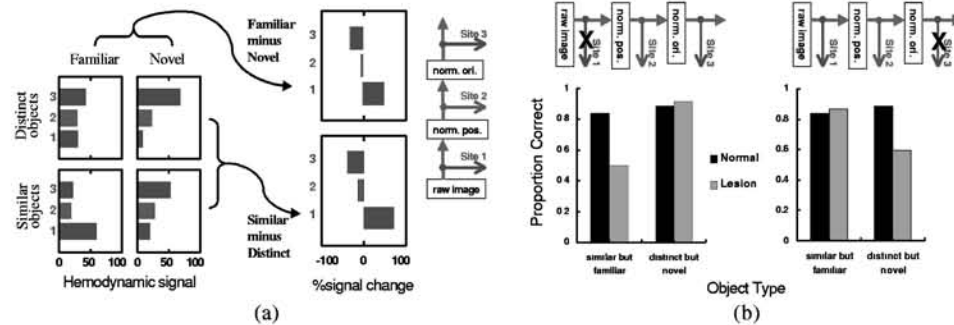 Familiar
minus
Novel
Familiar Novel
Distinct
objects
3
2
1
Similar
objects
3
2
1
0 50 100
0 50 100
Hemodynamic signal
Similar
minus
Distinct
3
2
1
3
2
1
-100 0 100
%signal change
Site 3
norm. ori.
Site 2
norm. pos.
Site 1
raw image
(a)
raw image
X
Site 1
norm. pos.
Site 2
norm. ori.
Site 3
raw image
Site 1
norm. pos.
Site 2
norm. ori.
X
Site 3
Proportion Correct
1
0.8
0.6
0.4
0.2
0
similar but
familiar
distinct but
novel
1
0.8
0.6
0.4
0.2
0
similar but
familiar
distinct but
novel
Normal
Lesion
Object Type
(b)